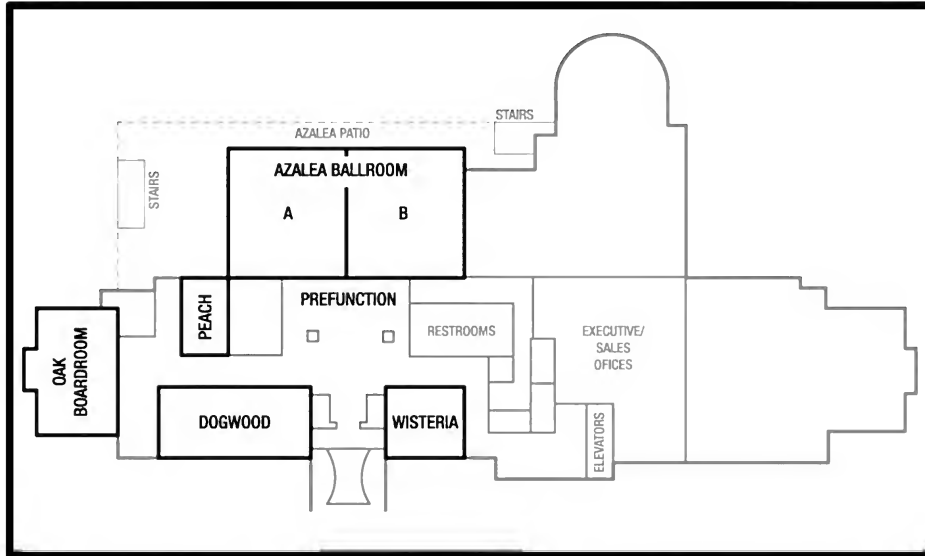 STAIRS
AZALEA PATIO
AZALEA BALLROOM
STAIRS
A
B
PREFUNCTION
PEACH
RESTROOMS
EXECUTIVE/
SALES
OFICES
OAK
BOARDROOM
DOGWOOD
WISTERIA
ELEVATORS